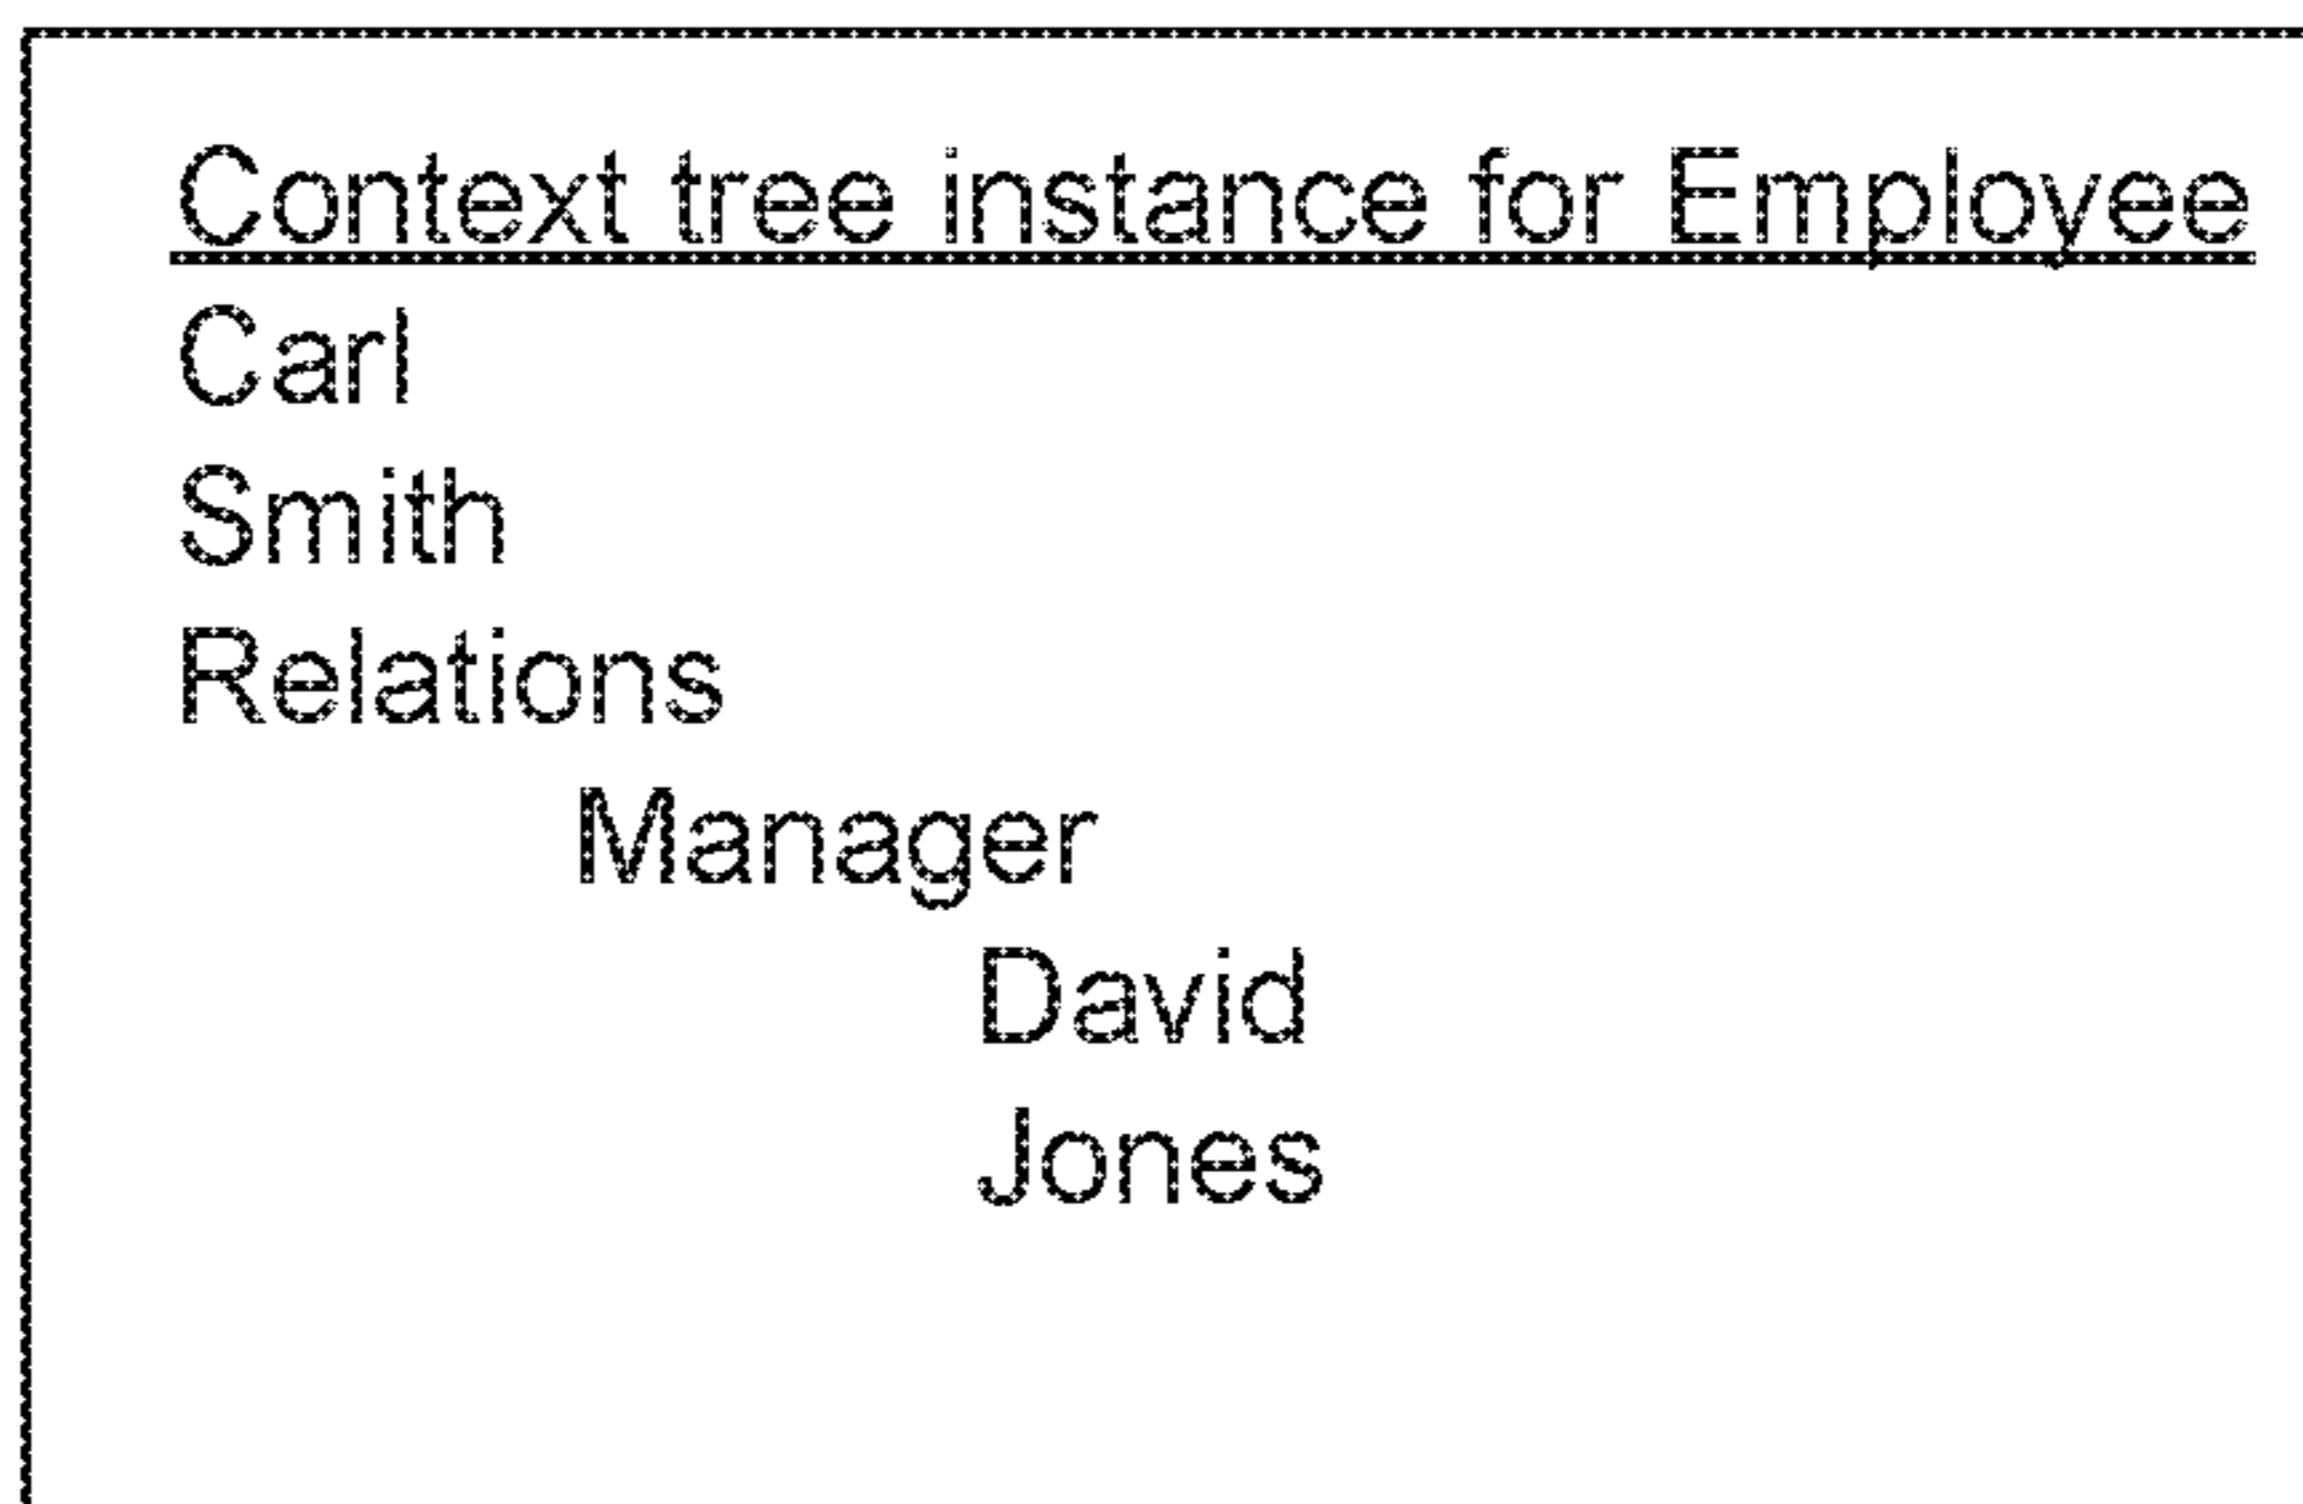 Context tree instance for Employee
Carl
Smith
Relations
Manager
David
Jones